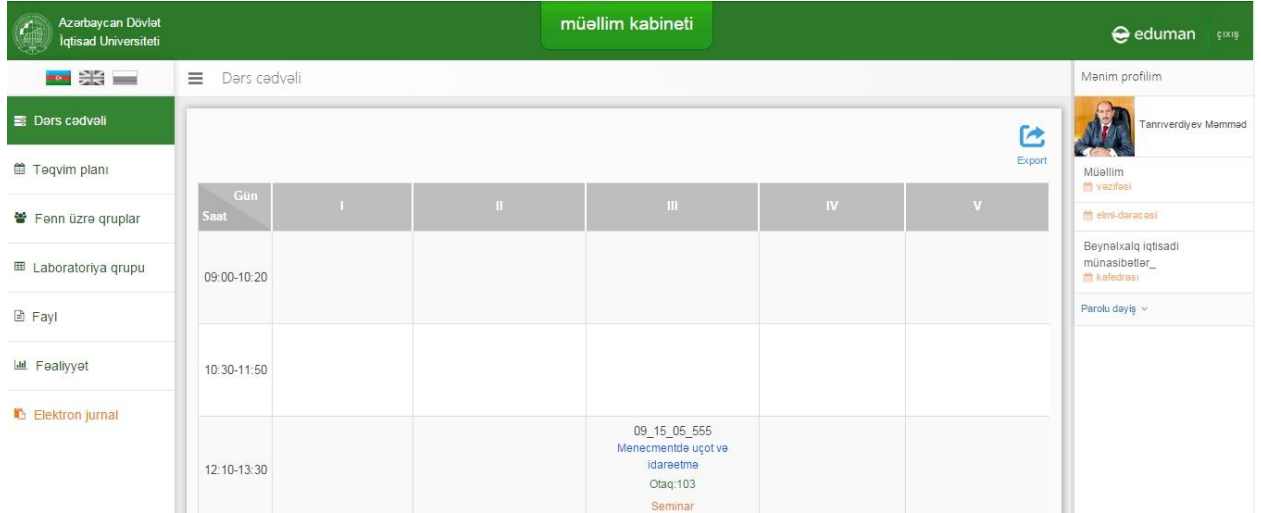 Azərbaycan Dövlət
İqtisad Universiteti
müəllim kabineti
eduman
çıxış
Dərs cədvəli
Mənim profilim
Dərs cədvəli
Təqvim planı
Fənn üzrə qruplar
Laboratoriya qrupu
Fayl
Fəaliyyət
Elektron jurnal
Export
Gün
Saat
I
II
III
IV
V
09:00-10:20
10:30-11:50
12:10-13:30
09_15_05_555
Menecmentdə uçot və
idarəetmə
Otaq:103
Seminar
Tanrıverdiyev Məmməd
Müəllim
vəzifəsi
elmi-dərəcəsi
Beynəlxalq iqtisadi
münasibətlər_
kafedrası
Parolu dəyiş